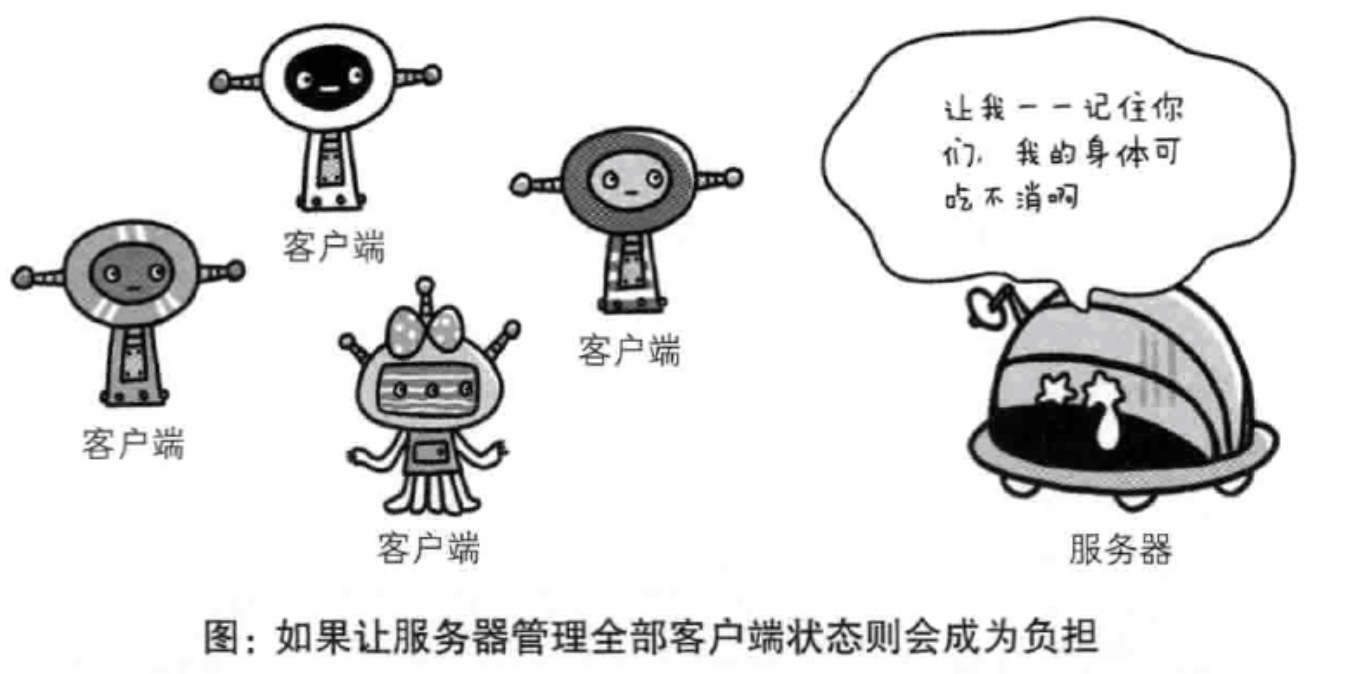 让我一一记住你
们，我的身体可
吃不消啊
客户端
客户端
客户端
客户端
服务器
图：如果让服务器管理全部客户端状态则会成为负担